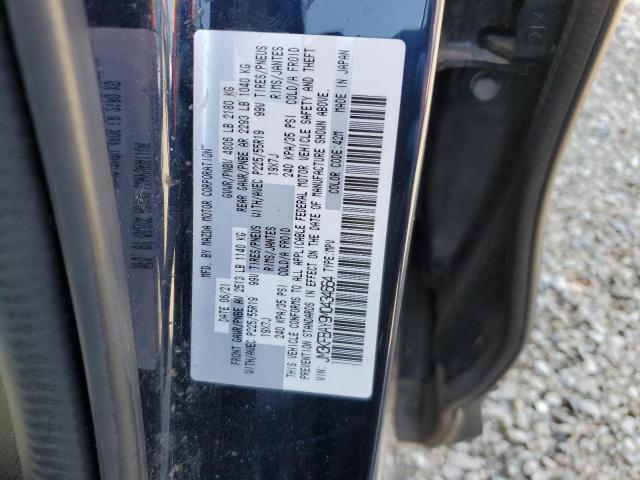 MFD. BY MAZDA MOTOR CORPORATION
DATE 06/21 GVWR/PNBV 4806 LB 2180 KG
FRONT GAWR/PNBE AV 2513 LB 1140 KG REAR GAWR/PNBE AR 2293 LB 1040 KG
WITH/AVEC P225/55R19 99V TIRES/PNEUS WITH/AVEC P225/55R19 99V TIRES/PNEUS
19X7J RIMS/JANTES 19X7J RIMS/JANTES
240 KPA/35 PSI COLD/A FROID 240 KPA/35 PSI COLD/A FROID
THIS VEHICLE CONFORMS TO ALL APPLICABLE FEDERAL MOTOR VEHICLE SAFETY AND THEFT
PREVENTION STANDARDS IN EFFECT ON THE DATE OF MANUFACTURE SHOWN ABOVE.
COLOR CODE:42M MADE IN JAPAN
VIN: JM3KFBAY9M0434694 TYPE:MPV